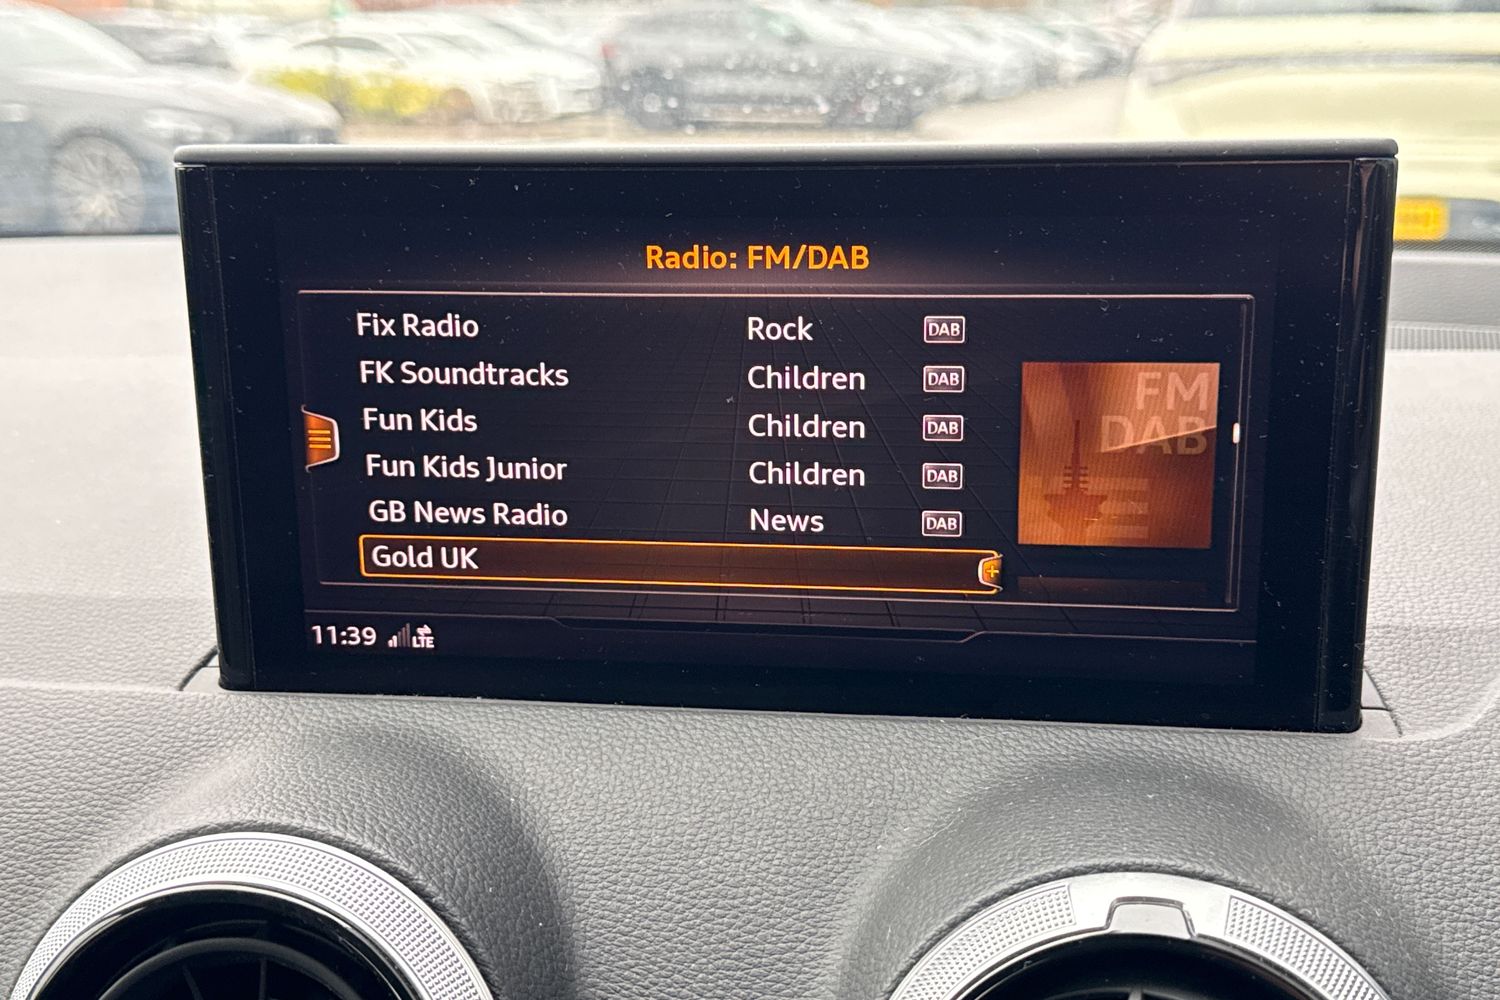 Radio: FM/DAB
Fix Radio Rock DAB
FK Soundtracks Children DAB
Fun Kids Children DAB
Fun Kids Junior Children DAB
GB News Radio News DAB
Gold UK
FM
DAB
11:39 LTE